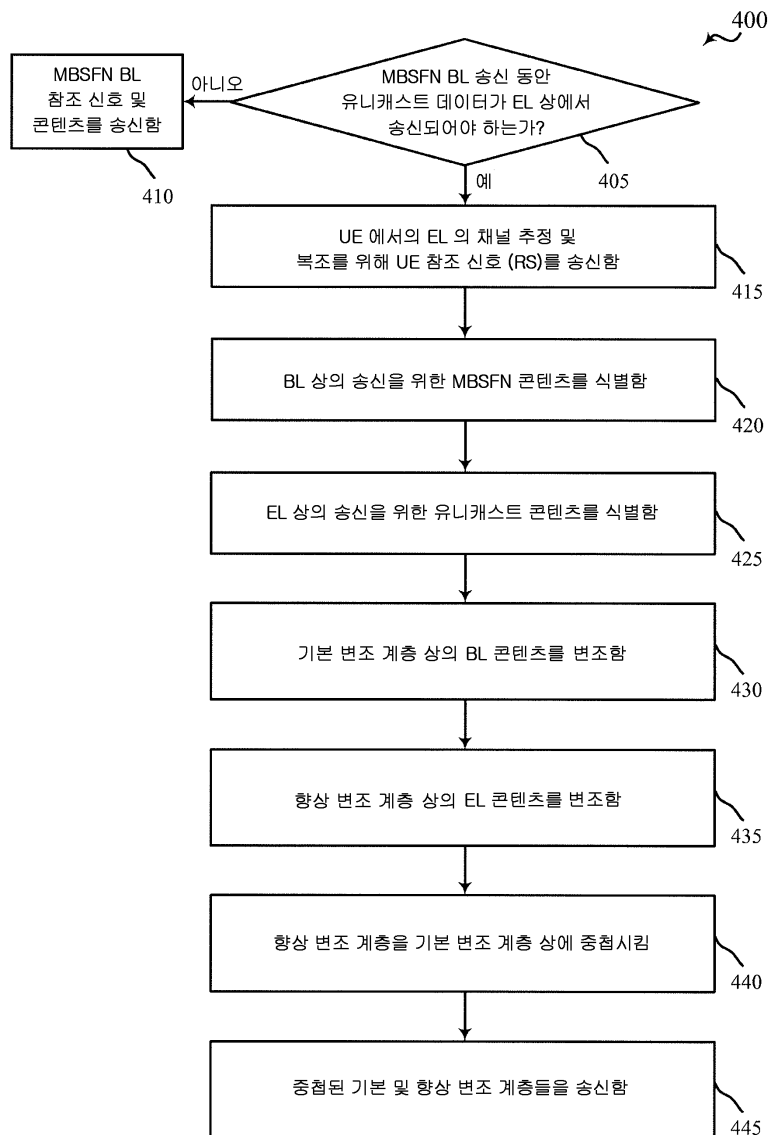 400
MBSFN BL
참조 신호 및
콘텐츠를 송신함
410
아니오
MBSFN BL 송신 동안
유니캐스트 데이터가 EL 상에서
송신되어야 하는가?
405
예
UE 에서의 EL 의 채널 추정 및
복조를 위해 UE 참조 신호 (RS)를 송신함
415
BL 상의 송신을 위한 MBSFN 콘텐츠를 식별함
420
EL 상의 송신을 위한 유니캐스트 콘텐츠를 식별함
425
기본 변조 계층 상의 BL 콘텐츠를 변조함
430
향상 변조 계층 상의 EL 콘텐츠를 변조함
435
향상 변조 계층을 기본 변조 계층 상에 중첩시킴
440
중첩된 기본 및 향상 변조 계층들을 송신함
445